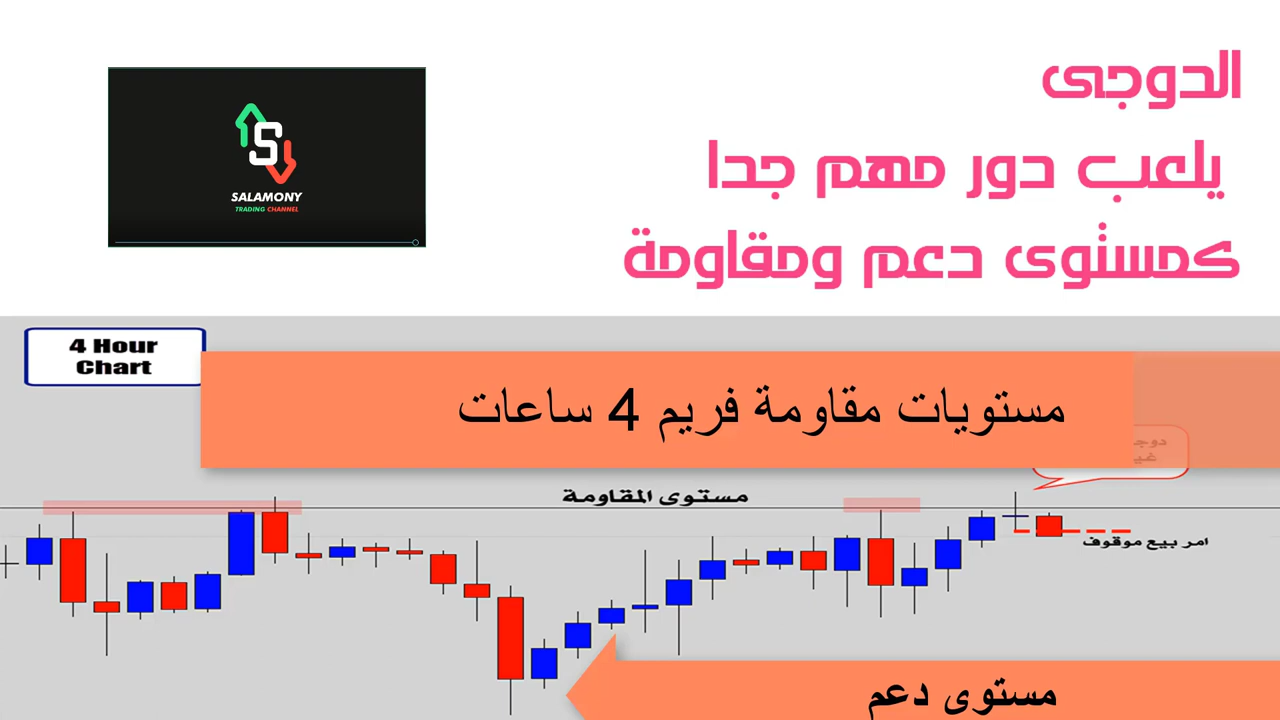 الدوجى
يلعب دور مهم جدا
كمستوى دعم ومقاومة
SALAMONY
TRADING CHANNEL
4 Hour
Chart
مستويات مقاومة فريم 4 ساعات
مستوى المقاومة
امر بيع موقوف
مستوى دعم